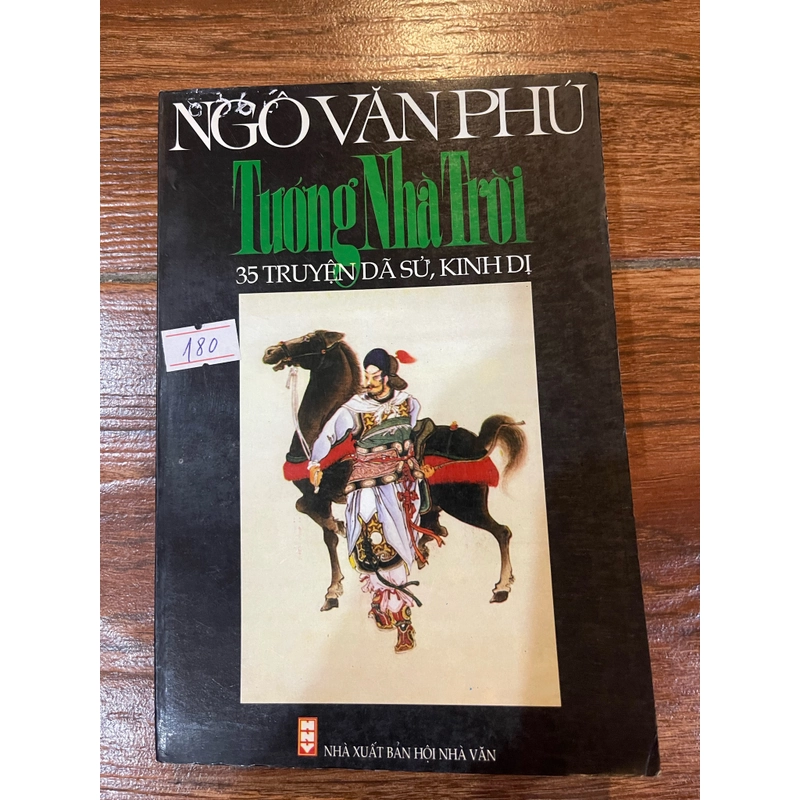 NGÔ VĂN PHÚ
Tướng Nhà Trời
35 TRUYỆN DÃ SỬ, KINH DỊ
180
HNV
NHÀ XUẤT BẢN HỘI NHÀ VĂN